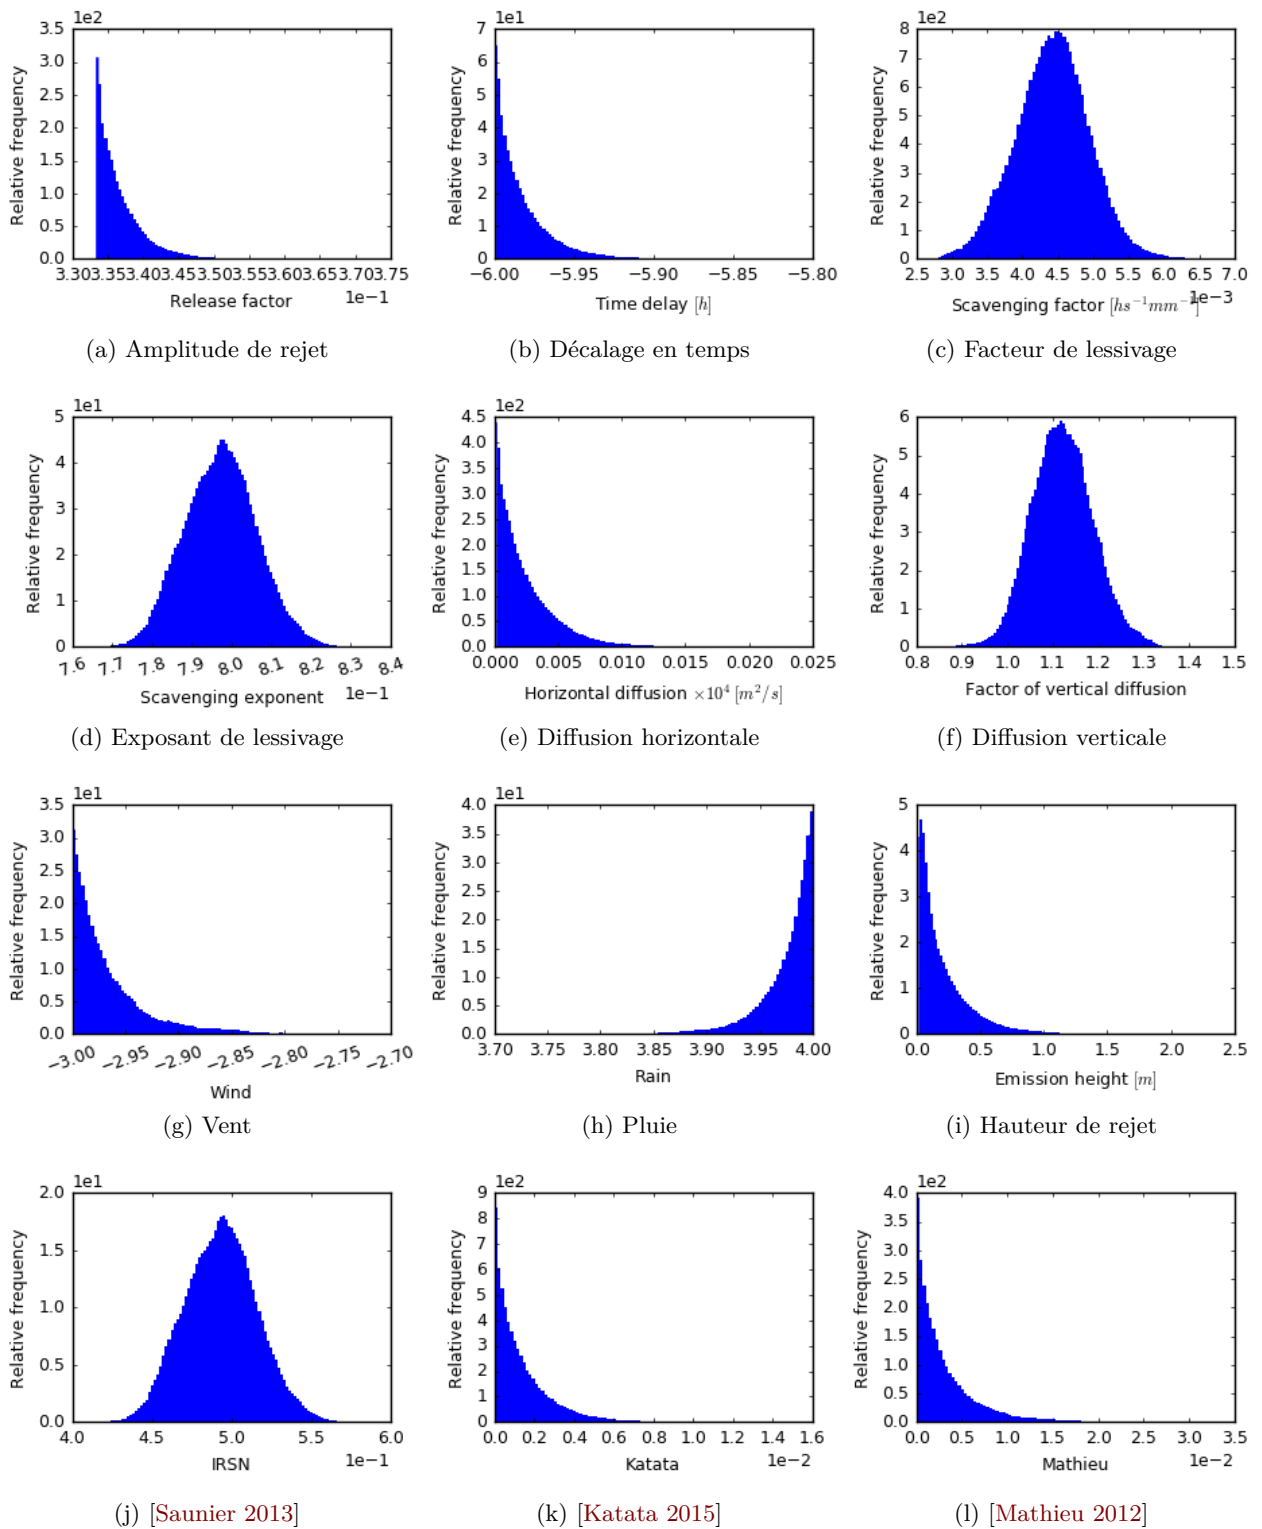 1e2
3.5
3.0
2.5
2.0
1.5
1.0
0.5
0.0
Relative frequency
3.303.353.403.453.503.553.603.653.703.75
Release factor 1e−1
(a) Amplitude de rejet
1e1
7
6
5
4
3
2
1
0
Relative frequency
−6.00 −5.95 −5.90 −5.85 −5.80
Time delay [h]
(b) Décalage en temps
1e2
8
7
6
5
4
3
2
1
0
Relative frequency
2.5 3.0 3.5 4.0 4.5 5.0 5.5 6.0 6.5 7.0
Scavenging factor [hs⁻¹mm⁻¹] 1e−3
(c) Facteur de lessivage
1e1
5
4
3
2
1
0
Relative frequency
7.6 7.7 7.8 7.9 8.0 8.1 8.2 8.3 8.4
Scavenging exponent 1e−1
(d) Exposant de lessivage
1e2
4.5
4.0
3.5
3.0
2.5
2.0
1.5
1.0
0.5
0.0
Relative frequency
0.000 0.005 0.010 0.015 0.020 0.025
Horizontal diffusion ×10⁴ [m²/s]
(e) Diffusion horizontale
6
5
4
3
2
1
0
Relative frequency
0.8 0.9 1.0 1.1 1.2 1.3 1.4 1.5
Factor of vertical diffusion
(f) Diffusion verticale
1e1
3.5
3.0
2.5
2.0
1.5
1.0
0.5
0.0
Relative frequency
−3.00 −2.95 −2.90 −2.85 −2.80 −2.75 −2.70
Wind
(g) Vent
1e1
4.0
3.5
3.0
2.5
2.0
1.5
1.0
0.5
0.0
Relative frequency
3.70 3.75 3.80 3.85 3.90 3.95 4.00
Rain
(h) Pluie
5
4
3
2
1
0
Relative frequency
0.0 0.5 1.0 1.5 2.0 2.5
Emission height [m]
(i) Hauteur de rejet
1e1
2.0
1.5
1.0
0.5
0.0
Relative frequency
4.0 4.5 5.0 5.5 6.0
IRSN 1e−1
(j) [Saunier 2013]
1e2
9
8
7
6
5
4
3
2
1
0
Relative frequency
0.0 0.2 0.4 0.6 0.8 1.0 1.2 1.4 1.6
Katata 1e−2
(k) [Katata 2015]
1e2
4.0
3.5
3.0
2.5
2.0
1.5
1.0
0.5
0.0
Relative frequency
0.0 0.5 1.0 1.5 2.0 2.5 3.0 3.5
Mathieu 1e−2
(l) [Mathieu 2012]